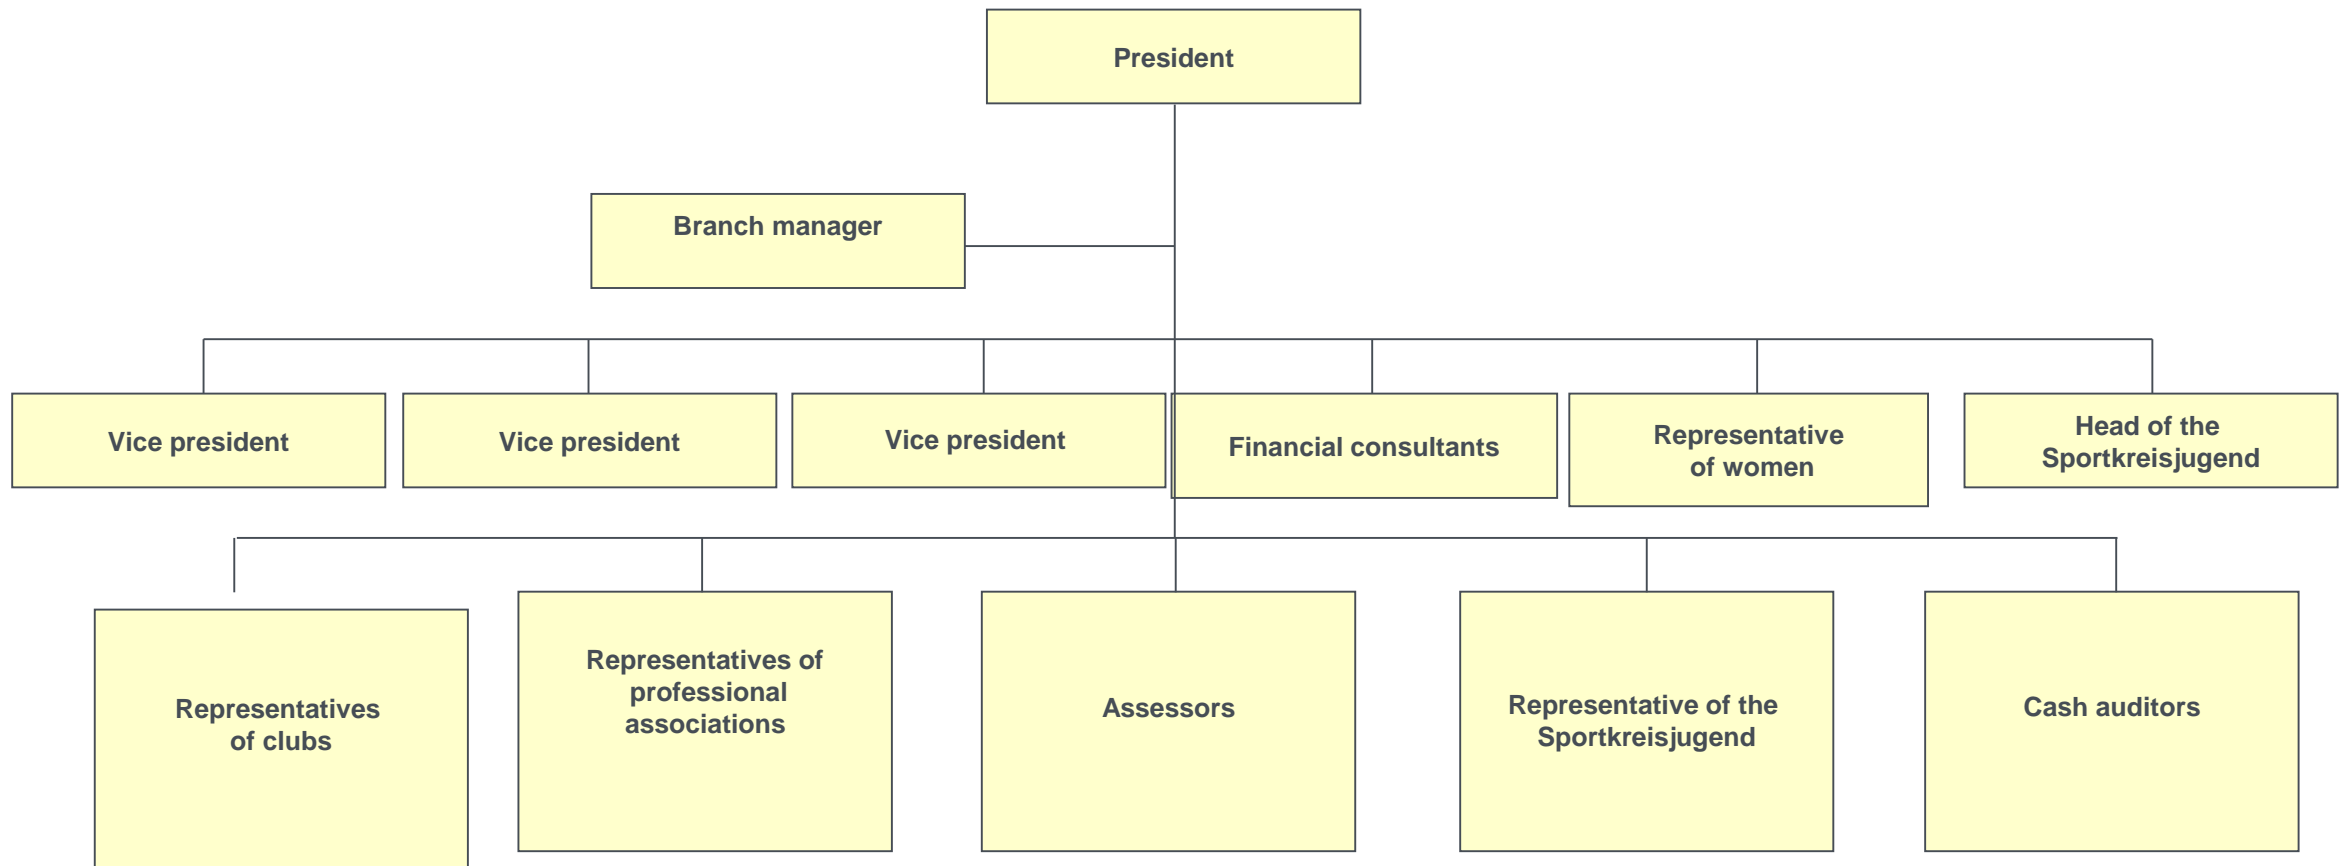 President
Branch manager
Vice president
Vice president
Vice president
Financial consultants
Representative
of women
Head of the
Sportkreisjugend
Representatives
of clubs
Representatives of
professional
associations
Assessors
Representative of the
Sportkreisjugend
Cash auditors